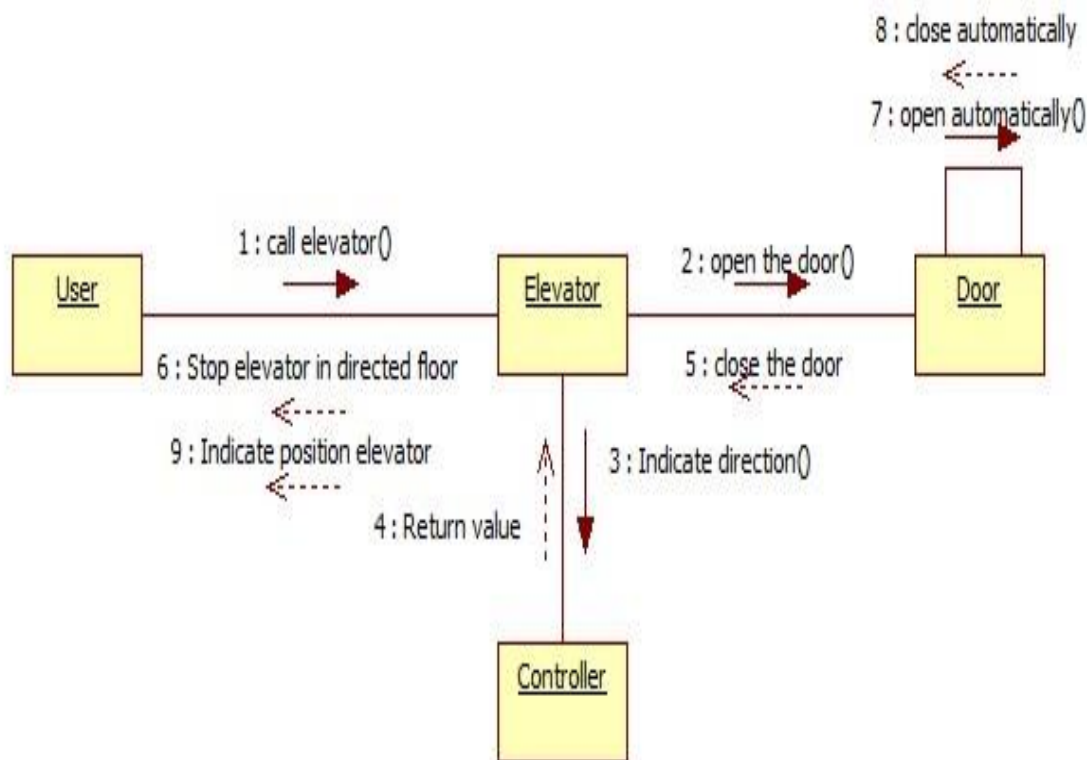 8 : close automatically
7 : open automatically()
1 : call elevator()
2 : open the door()
User
Elevator
Door
6 : Stop elevator in directed floor
5 : close the door
9 : Indicate position elevator
3 : Indicate direction()
4 : Return value
Controller